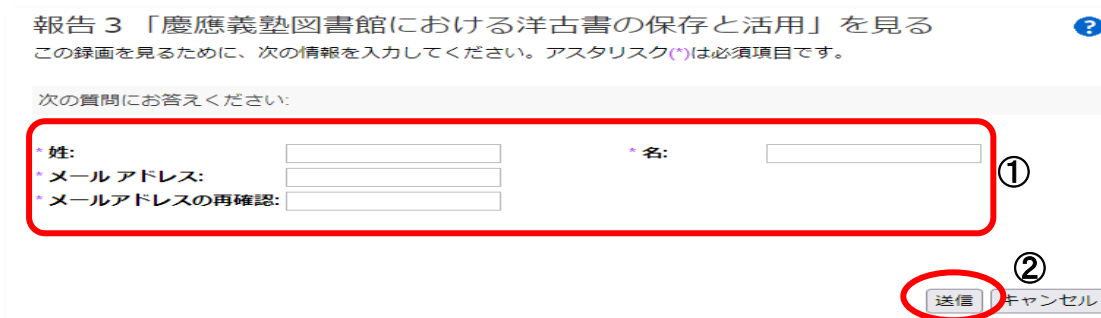 報告3「慶應義塾図書館における洋古書の保存と活用」を見る
?
この録画を見るために、次の情報を入力してください。アスタリスク(*)は必須項目です。
次の質問にお答えください:
* 姓: * 名:
* メール アドレス:
①
* メールアドレスの再確認:
②
送信 キャンセル